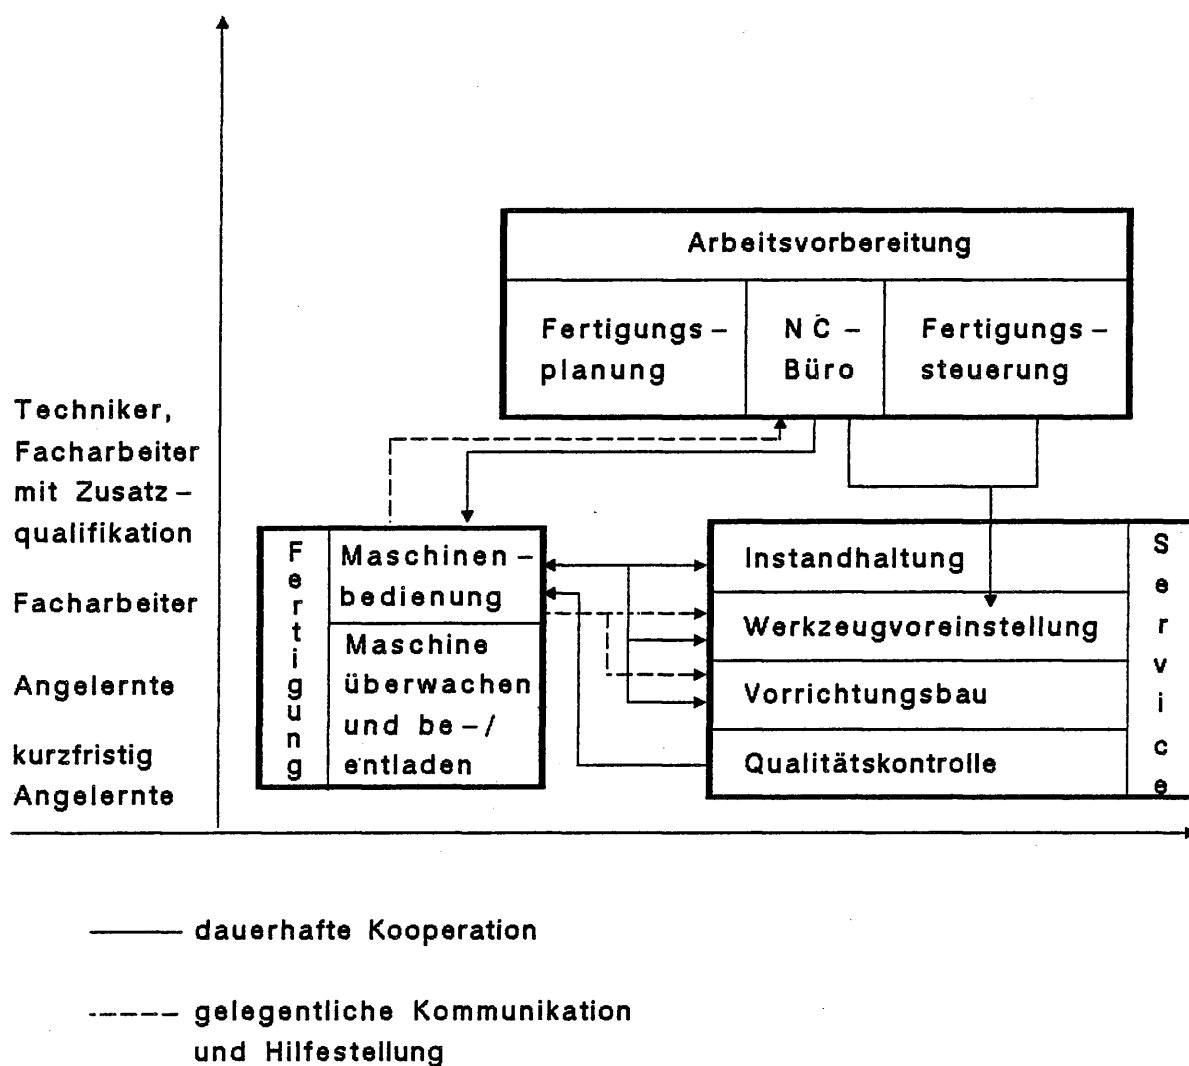 Arbeitsvorbereitung
Fertigungs–
planung
NC–
Büro
Fertigungs–
steuerung
Techniker,
Facharbeiter
mit Zusatz–
qualifikation
Facharbeiter
Angelernte
kurzfristig
Angelernte
Fertigung
Maschinen–
bedienung
Maschine
überwachen
und be–/
entladen
Instandhaltung
Werkzeugvoreinstellung
Vorrichtungsbau
Qualitätskontrolle
Service
dauerhafte Kooperation
gelegentliche Kommunikation
und Hilfestellung